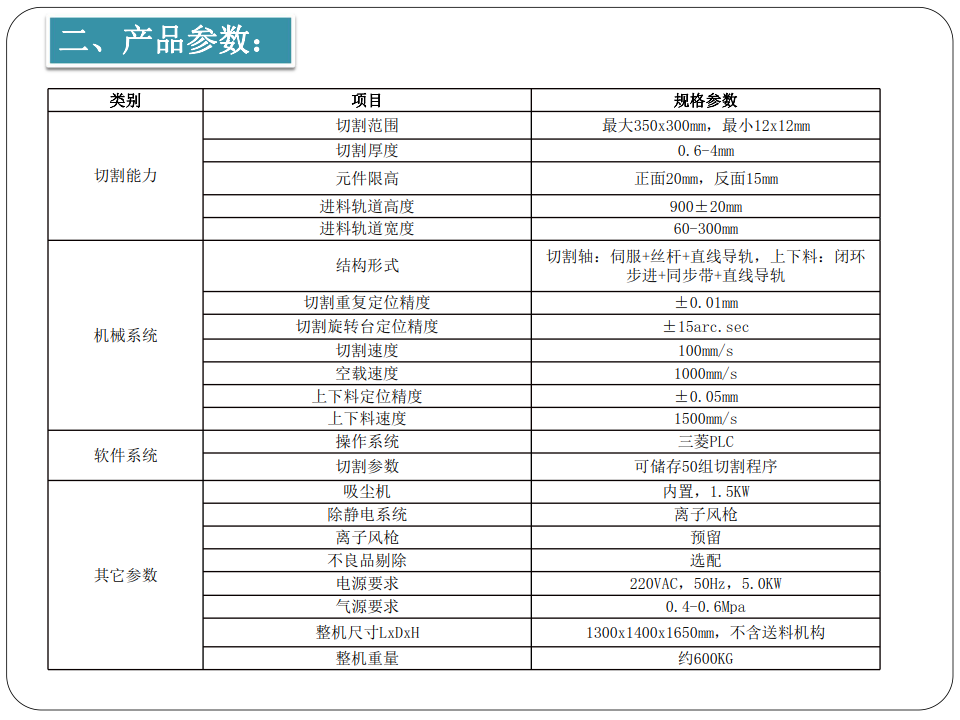 二、产品参数：
类别 项目 规格参数
切割能力
切割范围 最大350x300mm，最小12x12mm
切割厚度 0.6-4mm
元件限高 正面20mm，反面15mm
进料轨道高度 900±20mm
进料轨道宽度 60-300mm
机械系统
结构形式 切割轴：伺服+丝杆+直线导轨，上下料：闭环
步进+同步带+直线导轨
切割重复定位精度 ±0.01mm
切割旋转台定位精度 ±15arc.sec
切割速度 100mm/s
空载速度 1000mm/s
上下料定位精度 ±0.05mm
上下料速度 1500mm/s
软件系统
操作系统 三菱PLC
切割参数 可储存50组切割程序
其它参数
吸尘机 内置，1.5KW
除静电系统 离子风枪
离子风枪 预留
不良品剔除 选配
电源要求 220VAC，50Hz，5.0KW
气源要求 0.4-0.6Mpa
整机尺寸LxDxH 1300x1400x1650mm，不含送料机构
整机重量 约600KG